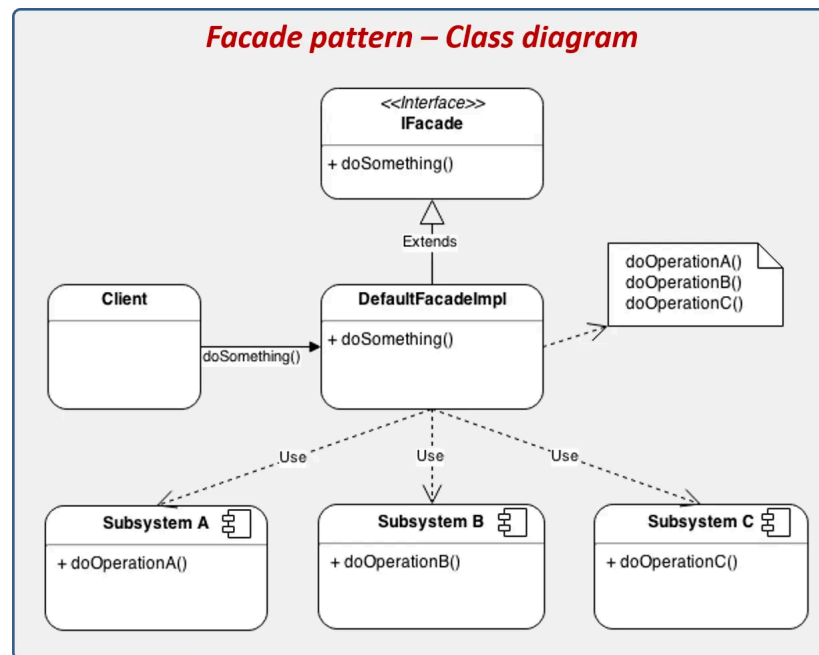 Facade pattern – Class diagram
<<Interface>>
IFacade
+ doSomething()
Extends
doOperationA()
doOperationB()
doOperationC()
Client
DefaultFacadeImpl
+ doSomething()
doSomething()
Use
Use
Use
Subsystem A
+ doOperationA()
Subsystem B
+ doOperationB()
Subsystem C
+ doOperationC()